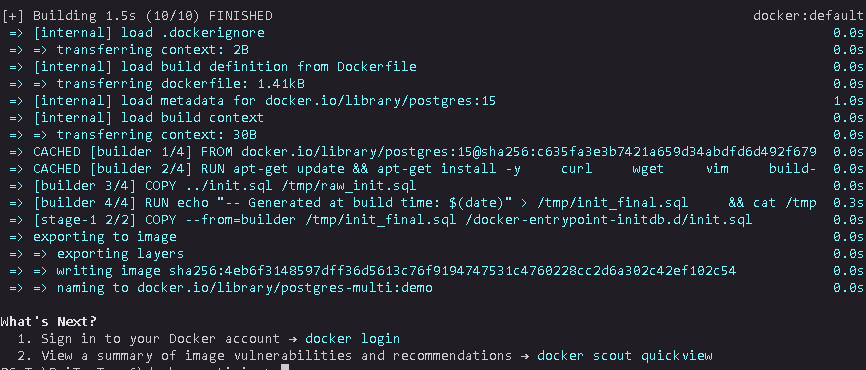 [+] Building 1.5s (10/10) FINISHED docker:default
=> [internal] load .dockerignore 0.0s
=> => transferring context: 2B 0.0s
=> [internal] load build definition from Dockerfile 0.0s
=> => transferring dockerfile: 1.41kB 0.0s
=> [internal] load metadata for docker.io/library/postgres:15 1.0s
=> [internal] load build context 0.0s
=> => transferring context: 30B 0.0s
=> CACHED [builder 1/4] FROM docker.io/library/postgres:15@sha256:c635fa3e3b7421a659d34abdfd6d492f679 0.0s
=> CACHED [builder 2/4] RUN apt-get update && apt-get install -y curl wget vim build- 0.0s
=> [builder 3/4] COPY ../init.sql /tmp/raw_init.sql 0.0s
=> [builder 4/4] RUN echo "-- Generated at build time: $(date)" > /tmp/init_final.sql && cat /tmp 0.3s
=> [stage-1 2/2] COPY --from=builder /tmp/init_final.sql /docker-entrypoint-initdb.d/init.sql 0.0s
=> exporting to image 0.0s
=> => exporting layers 0.0s
=> => writing image sha256:4eb6f3148597dff36d5613c76f9194747531c4760228cc2d6a302c42ef102c54 0.0s
=> => naming to docker.io/library/postgres-multi:demo 0.0s
What's Next?
1. Sign in to your Docker account → docker login
2. View a summary of image vulnerabilities and recommendations → docker scout quickview